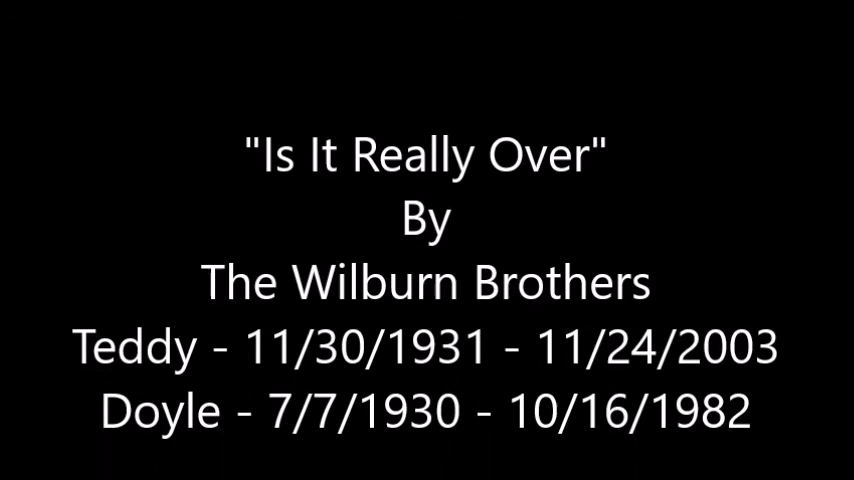 "Is It Really Over"
By
The Wilburn Brothers
Teddy - 11/30/1931 - 11/24/2003
Doyle - 7/7/1930 - 10/16/1982